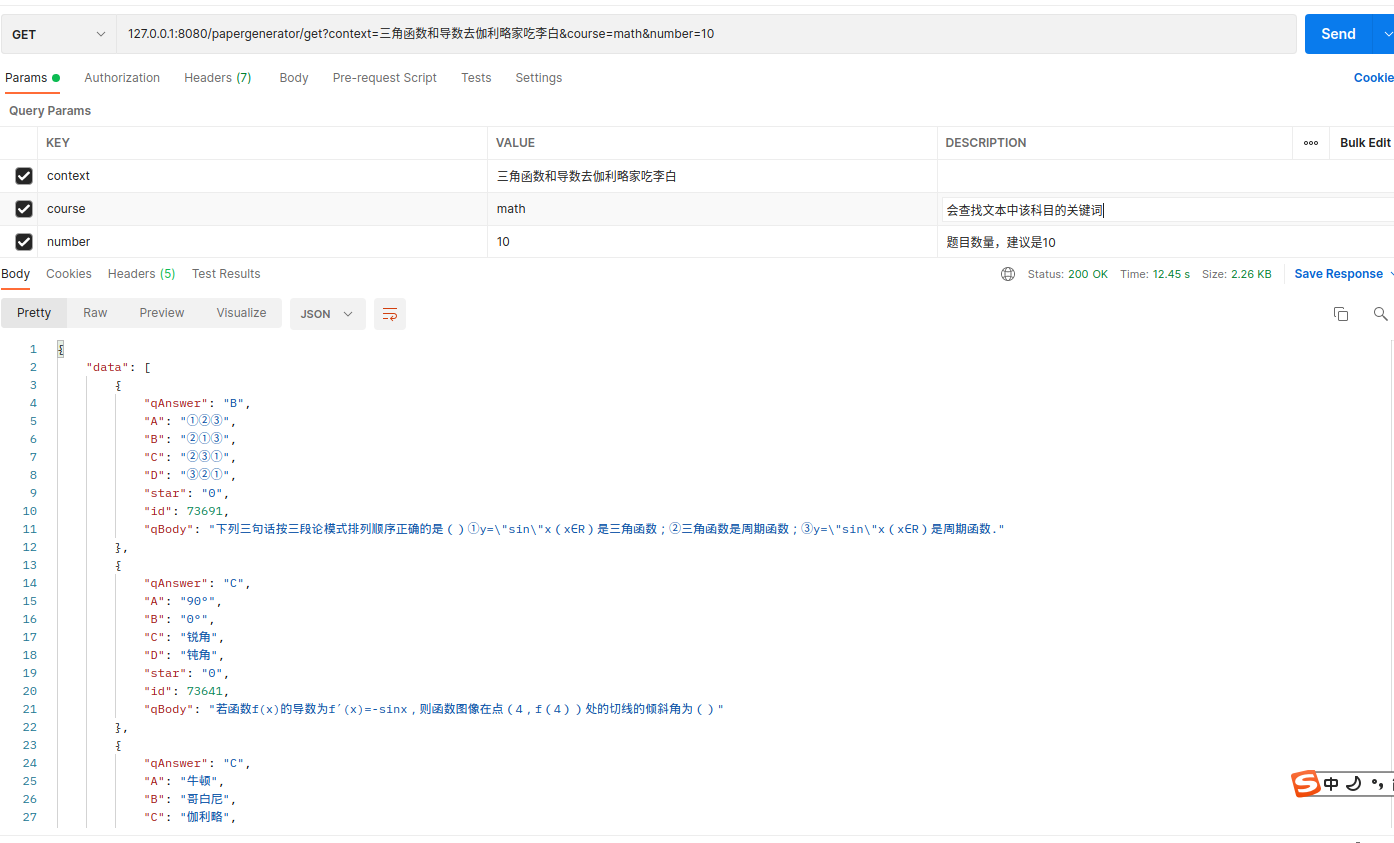 GET 127.0.0.1:8080/papergenerator/get?context=三角函数和导数去伽利略家吃李白&course=math&number=10 Send
Params Authorization Headers (7) Body Pre-request Script Tests Settings Cookie
Query Params
KEY VALUE DESCRIPTION Bulk Edit
context 三角函数和导数去伽利略家吃李白
course math 会查找文本中该科目的关键词
number 10 题目数量，建议是10
Body Cookies Headers (5) Test Results Status: 200 OK Time: 12.45 s Size: 2.26 KB Save Response
Pretty Raw Preview Visualize JSON
1 {
2 "data": [
3 {
4 "qAnswer": "B",
5 "A": "①②③",
6 "B": "②①③",
7 "C": "②③①",
8 "D": "③②①",
9 "star": "0",
10 "id": 73691,
11 "qBody": "下列三句话按三段论模式排列顺序正确的是（ ）①y=\"sin\"x（x∈R）是三角函数；②三角函数是周期函数；③y=\"sin\"x（x∈R）是周期函数."
12 },
13 {
14 "qAnswer": "C",
15 "A": "90°",
16 "B": "0°",
17 "C": "锐角",
18 "D": "钝角",
19 "star": "0",
20 "id": 73641,
21 "qBody": "若函数f(x)的导数为f′(x)=-sinx，则函数图像在点（4，f（4））处的切线的倾斜角为（ ）"
22 },
23 {
24 "qAnswer": "C",
25 "A": "牛顿",
26 "B": "哥白尼",
27 "C": "伽利略",
S 中